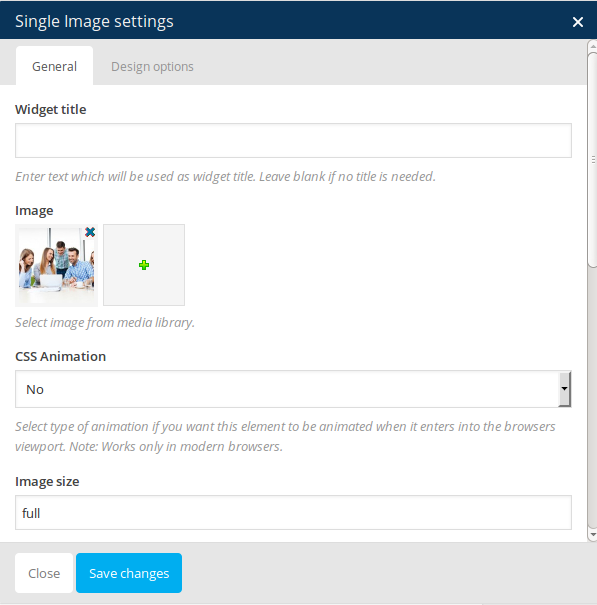 Single Image settings
General
Design options
Widget title
Enter text which will be used as widget title. Leave blank if no title is needed.
Image
Select image from media library.
CSS Animation
No
Select type of animation if you want this element to be animated when it enters into the browsers
viewport. Note: Works only in modern browsers.
Image size
full
Close
Save changes